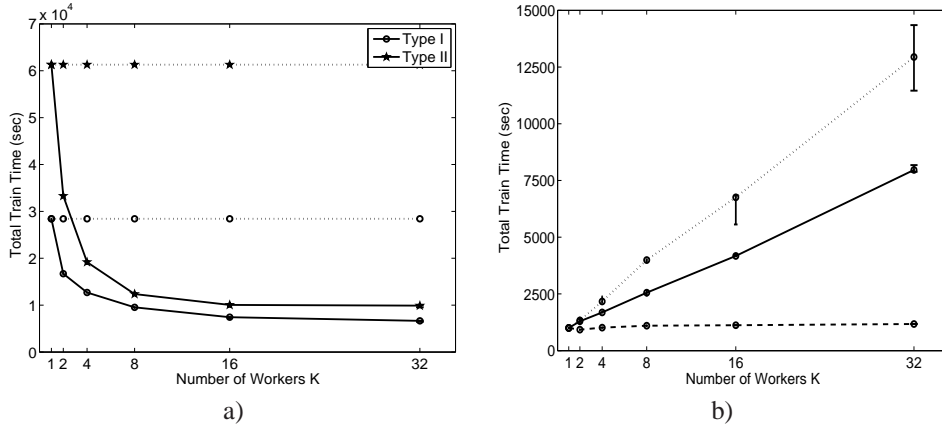 7 x 10⁴
6
5
4
3
2
1
0
Total Train Time (sec)
1 2 4 8 16 32
Number of Workers K
Type I
Type II
a)
15000
12500
10000
7500
5000
2500
0
Total Train Time (sec)
1 2 4 8 16 32
Number of Workers K
b)